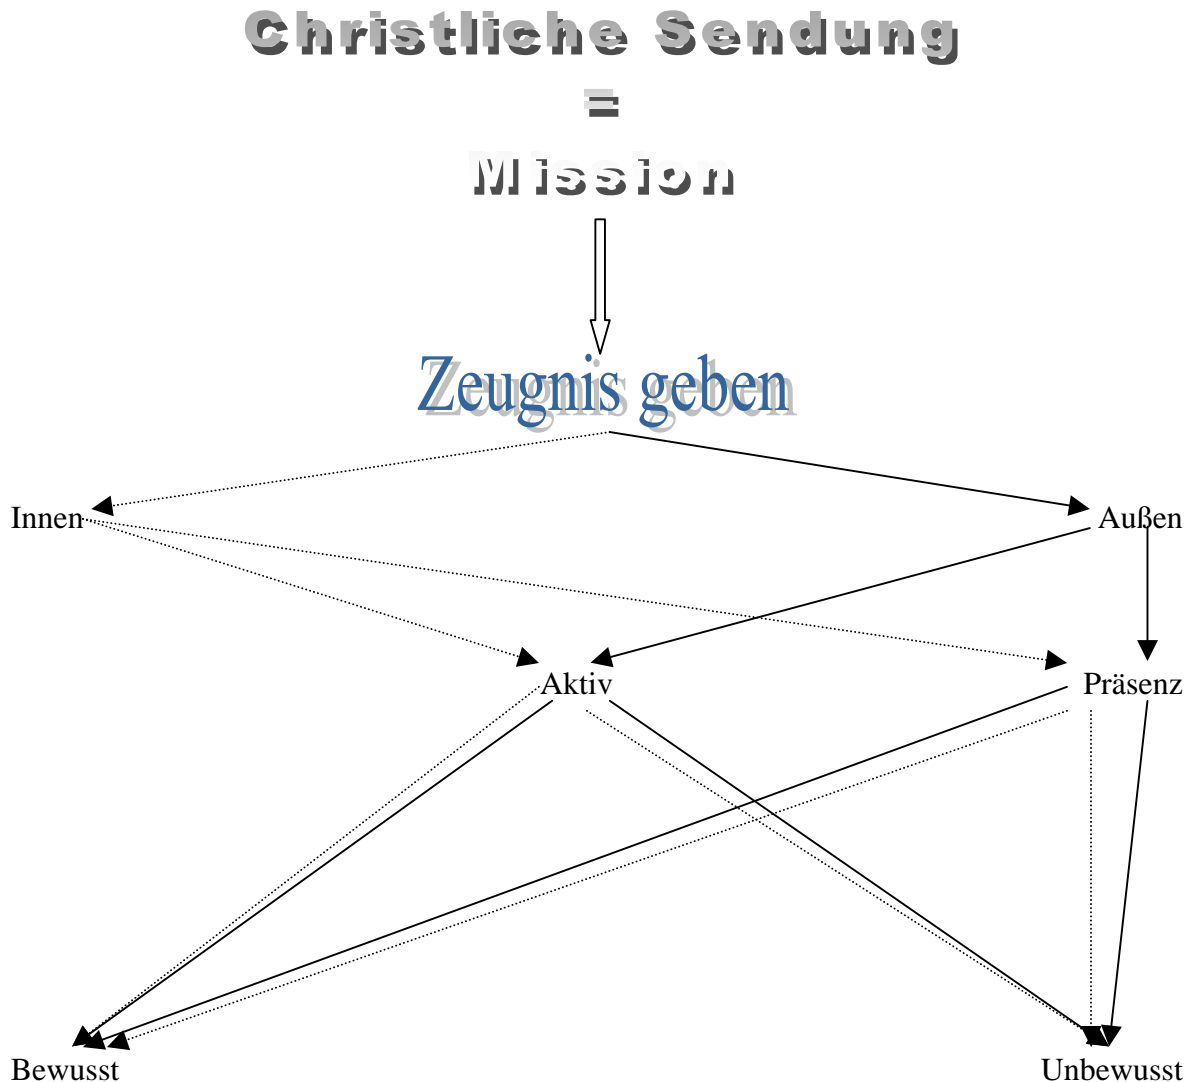 Christliche Sendung
=
Mission
Zeugnis geben
Innen Außen
Aktiv Präsenz
Bewusst Unbewusst